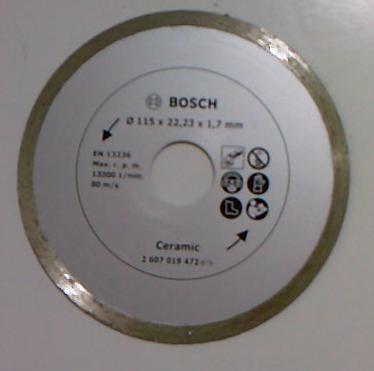 BOSCH
Ø 115 x 22,23 x 1,7 mm
EN 13236
Max. r. p. m.
13300 1/min.
80 m/s
Ceramic
2 607 019 472